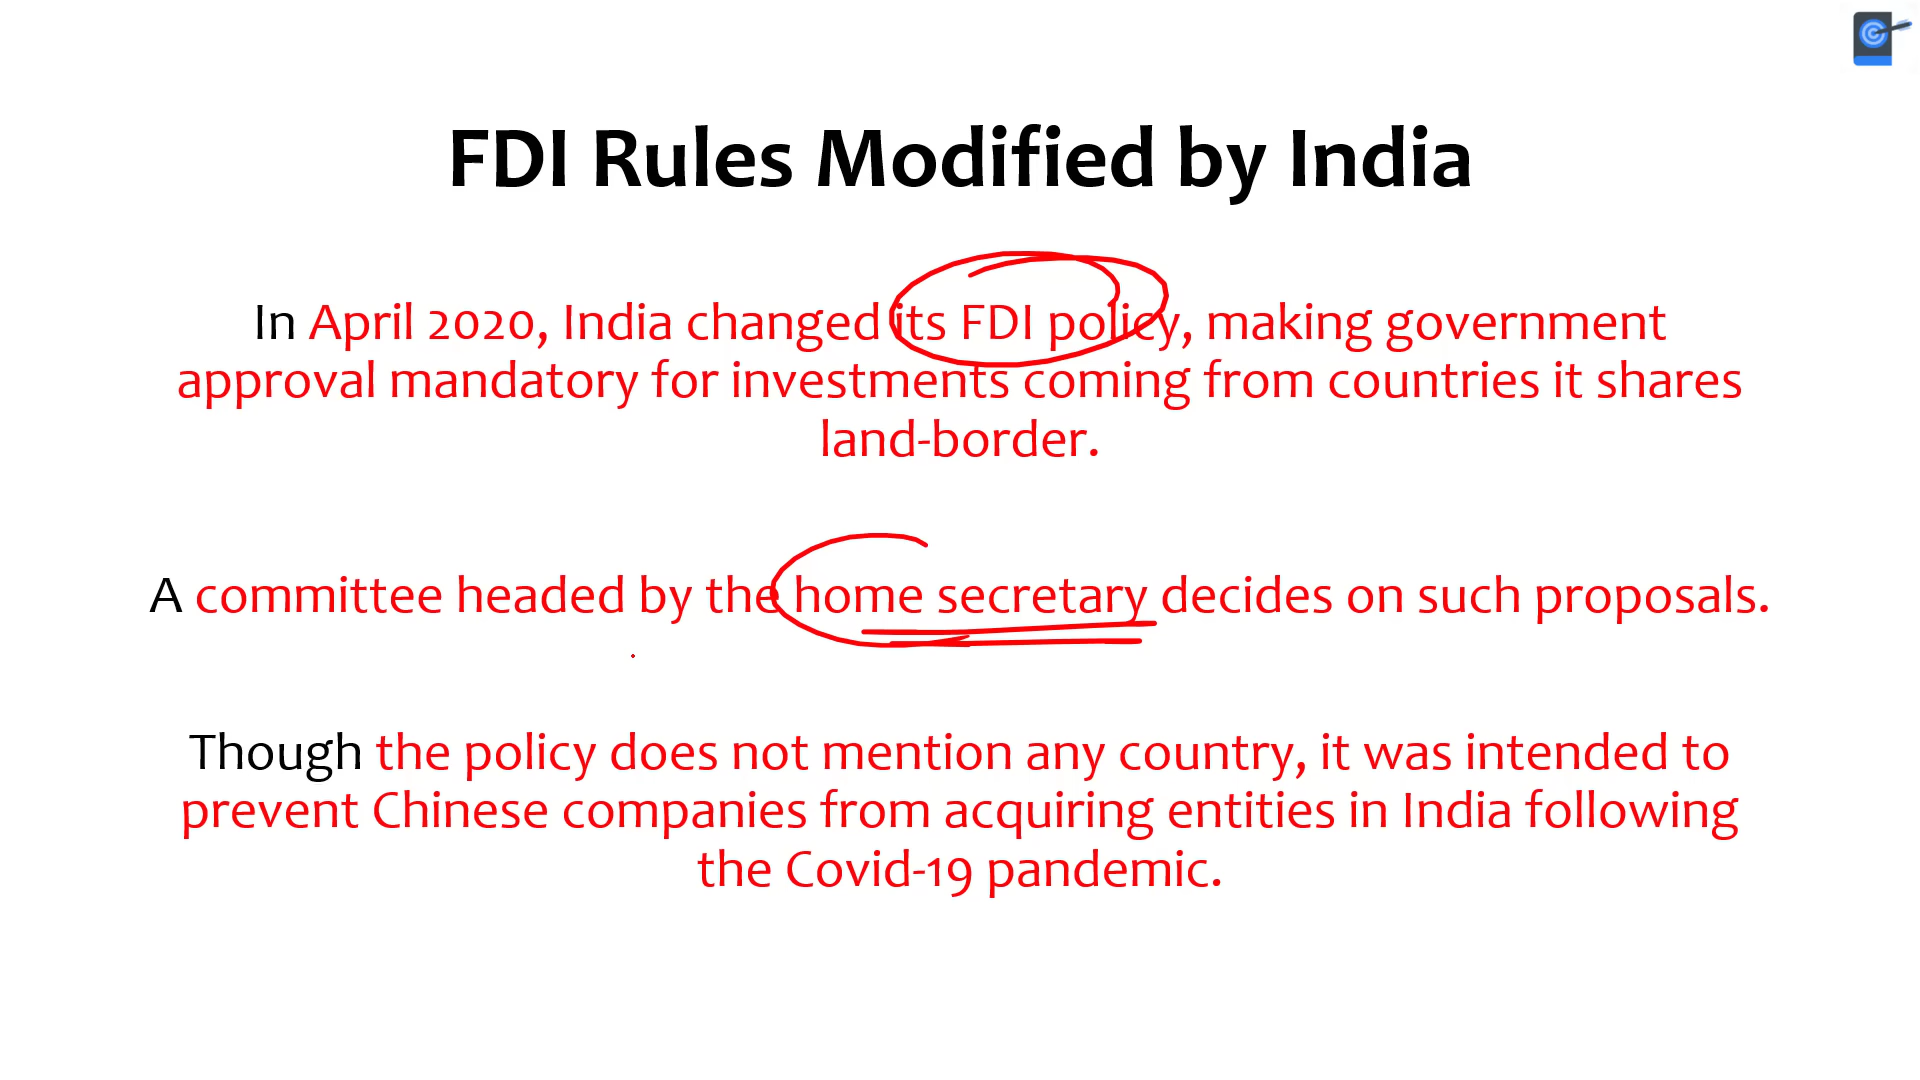 FDI Rules Modified by India
In April 2020, India changed its FDI policy, making government
approval mandatory for investments coming from countries it shares
land-border.
A committee headed by the home secretary decides on such proposals.
Though the policy does not mention any country, it was intended to
prevent Chinese companies from acquiring entities in India following
the Covid-19 pandemic.